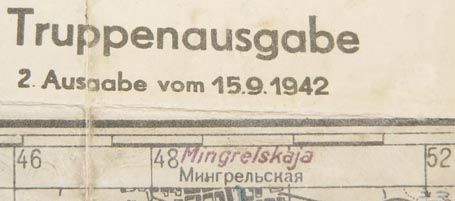 Truppenausgabe
2. Ausgabe vom 15.9.1942
46 48 Mingrelskaja 52
Мингрельская